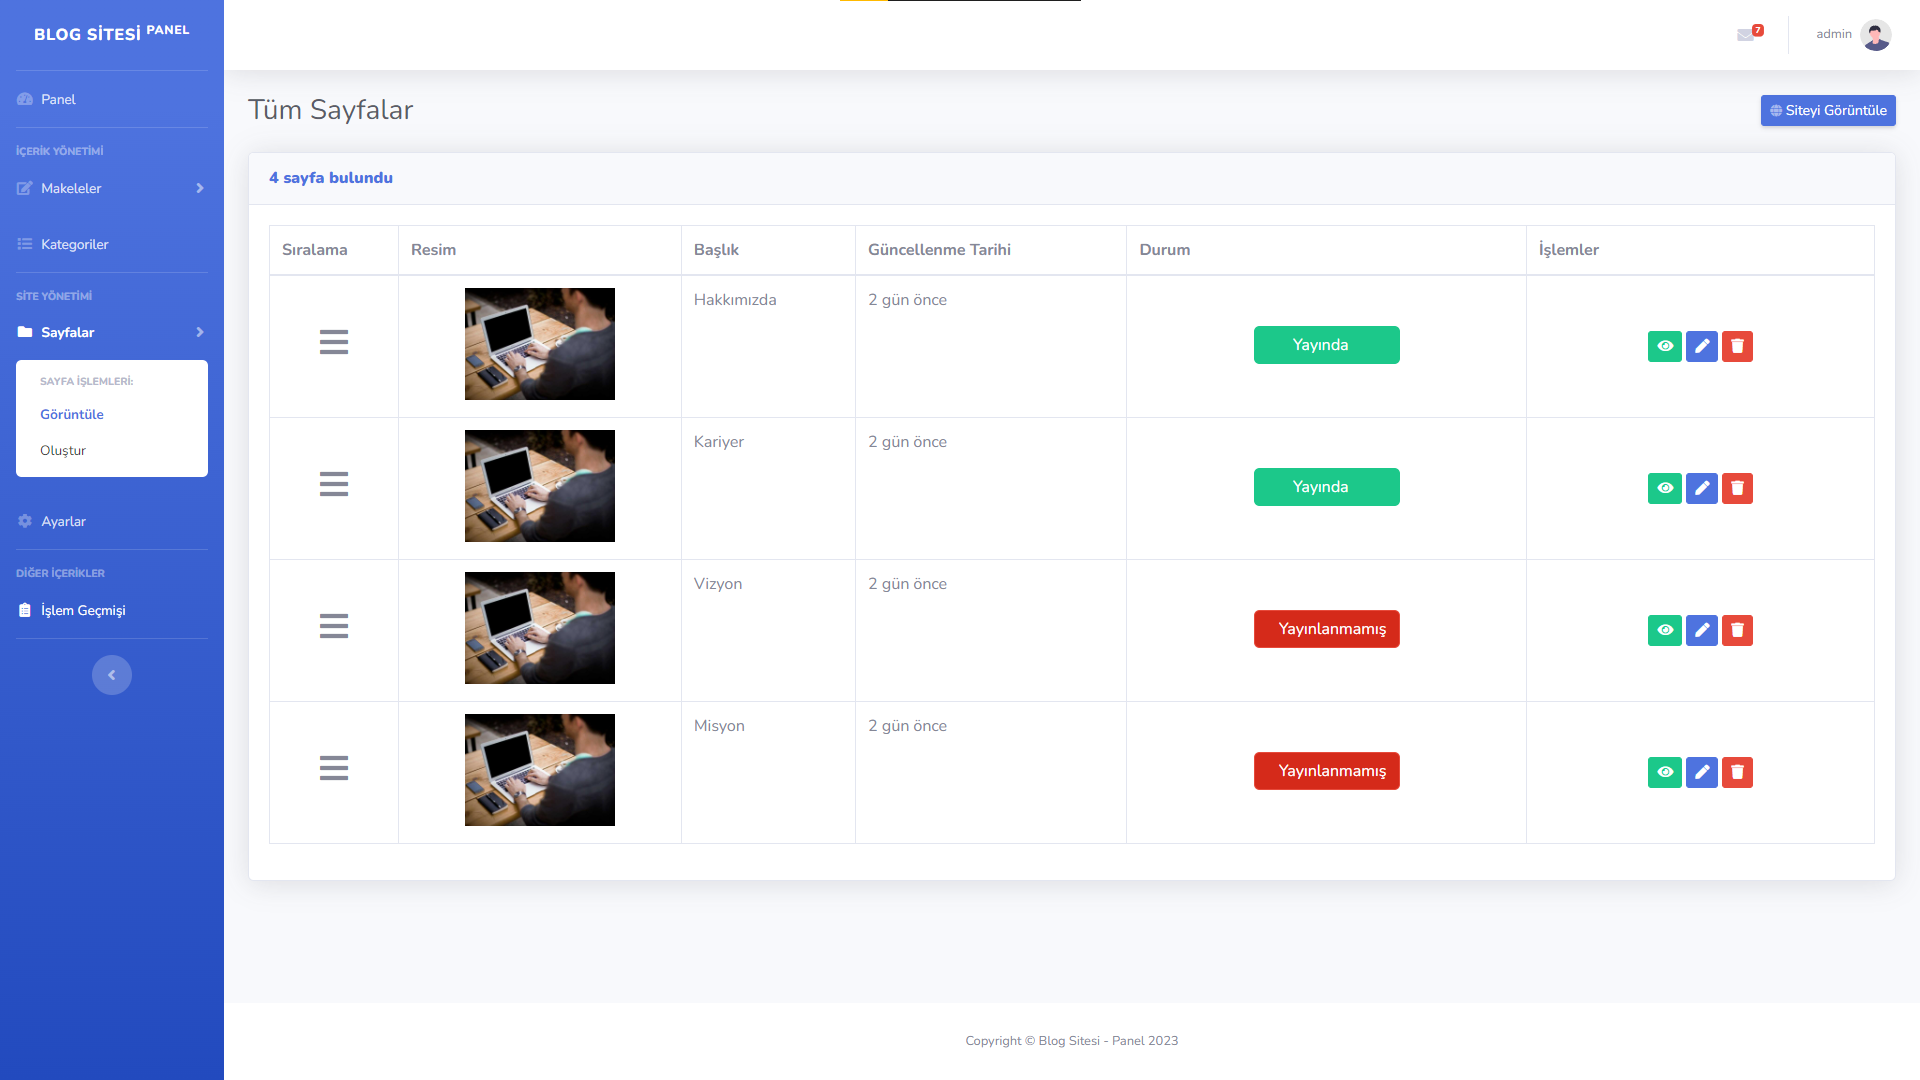 BLOG SİTESİ PANEL
7
admin
Panel
İÇERİK YÖNETİMİ
Makeleler
Kategoriler
SİTE YÖNETİMİ
Sayfalar
SAYFA İŞLEMLERİ:
Görüntüle
Oluştur
Ayarlar
DİĞER İÇERİKLER
İşlem Geçmişi
Tüm Sayfalar
Siteyi Görüntüle
4 sayfa bulundu
Sıralama Resim Başlık Güncellenme Tarihi Durum İşlemler
Hakkımızda 2 gün önce Yayında
Kariyer 2 gün önce Yayında
Vizyon 2 gün önce Yayınlanmamış
Misyon 2 gün önce Yayınlanmamış
Copyright © Blog Sitesi - Panel 2023